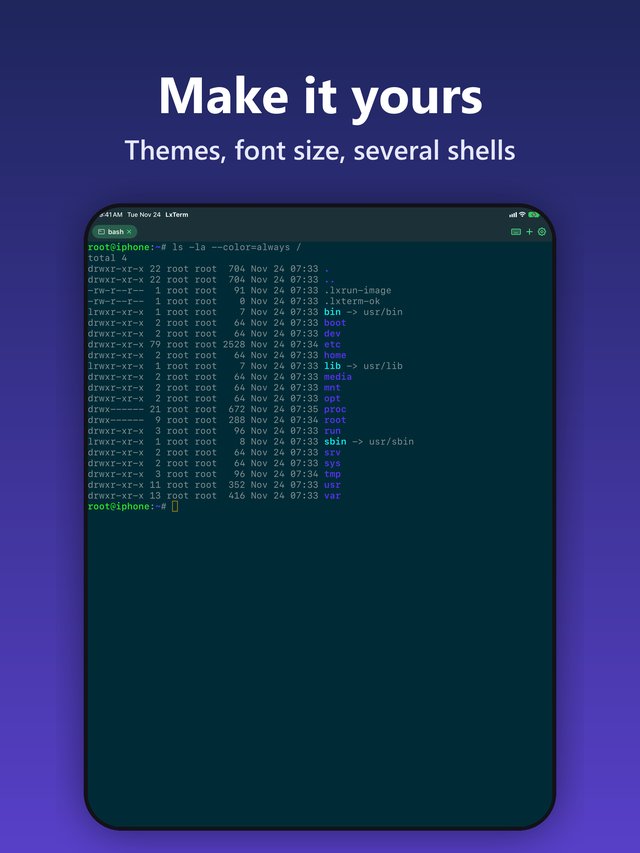 Make it yours
Themes, font size, several shells
9:41AM Tue Nov 24 LxTerm
bash ×
root@iphone:~# ls -la --color=always /
total 4
drwxr-xr-x 22 root root  704 Nov 24 07:33 .
drwxr-xr-x 22 root root  704 Nov 24 07:33 ..
-rw-r--r--  1 root root   91 Nov 24 07:33 .lxrun-image
-rw-r--r--  1 root root    0 Nov 24 07:33 .lxterm-ok
lrwxr-xr-x  1 root root    7 Nov 24 07:33 bin -> usr/bin
drwxr-xr-x  2 root root   64 Nov 24 07:33 boot
drwxr-xr-x  2 root root   64 Nov 24 07:33 dev
drwxr-xr-x 79 root root 2528 Nov 24 07:34 etc
drwxr-xr-x  2 root root   64 Nov 24 07:33 home
lrwxr-xr-x  1 root root    7 Nov 24 07:33 lib -> usr/lib
drwxr-xr-x  2 root root   64 Nov 24 07:33 media
drwxr-xr-x  2 root root   64 Nov 24 07:33 mnt
drwxr-xr-x  2 root root   64 Nov 24 07:33 opt
drwx------ 21 root root  672 Nov 24 07:35 proc
drwx------  9 root root  288 Nov 24 07:34 root
drwxr-xr-x  3 root root   96 Nov 24 07:33 run
lrwxr-xr-x  1 root root    8 Nov 24 07:33 sbin -> usr/sbin
drwxr-xr-x  2 root root   64 Nov 24 07:33 srv
drwxr-xr-x  2 root root   64 Nov 24 07:33 sys
drwxr-xr-x  3 root root   96 Nov 24 07:34 tmp
drwxr-xr-x 11 root root  352 Nov 24 07:33 usr
drwxr-xr-x 13 root root  416 Nov 24 07:33 var
root@iphone:~#